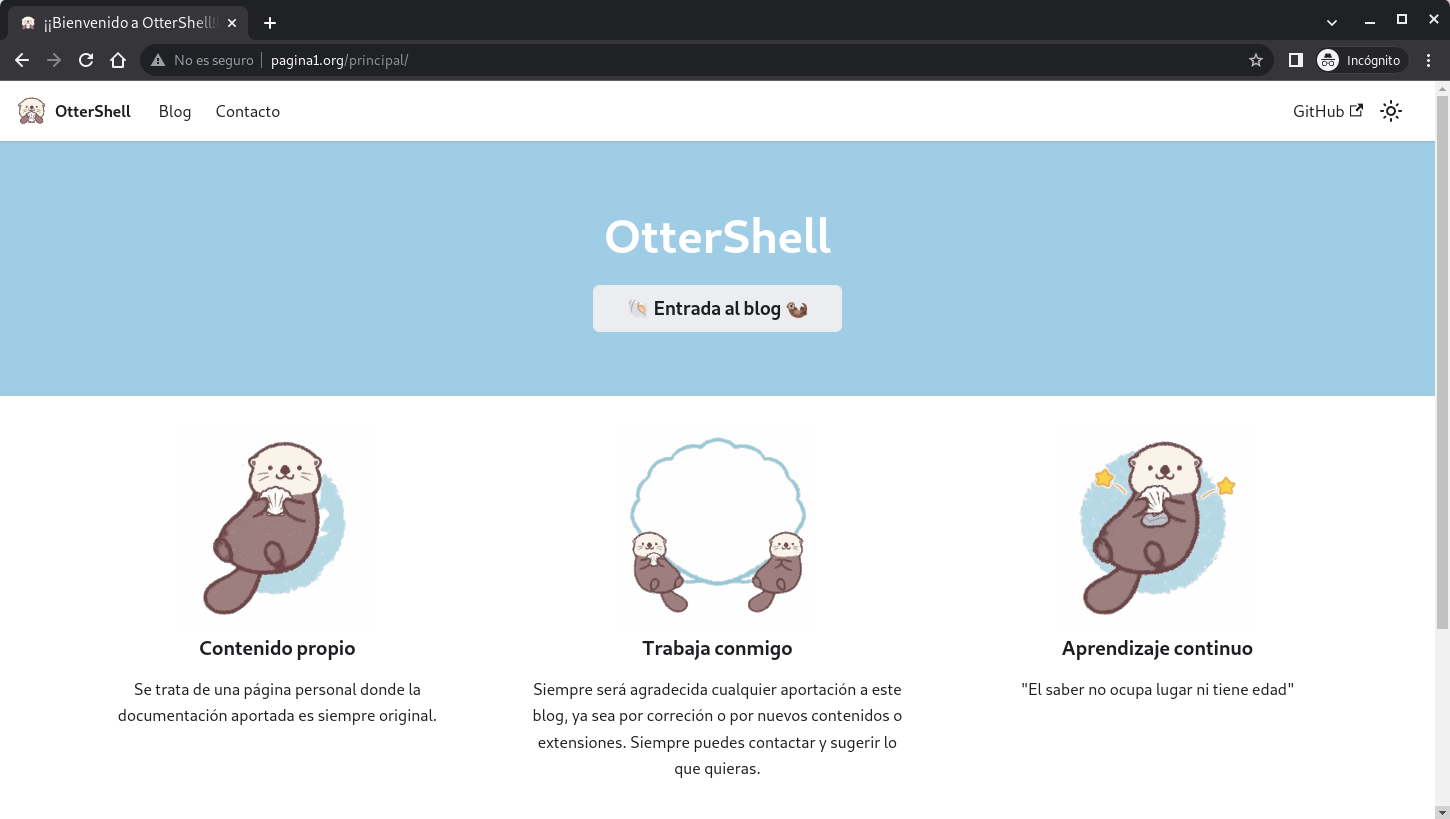 ¡¡Bienvenido a OtterShell!!
No es seguro
pagina1.org/principal/
Incógnito
OtterShell
Blog
Contacto
GitHub
OtterShell
🐚 Entrada al blog 🦦
Contenido propio
Se trata de una página personal donde la
documentación aportada es siempre original.
Trabaja conmigo
Siempre será agradecida cualquier aportación a este
blog, ya sea por correción o por nuevos contenidos o
extensiones. Siempre puedes contactar y sugerir lo
que quieras.
Aprendizaje continuo
"El saber no ocupa lugar ni tiene edad"